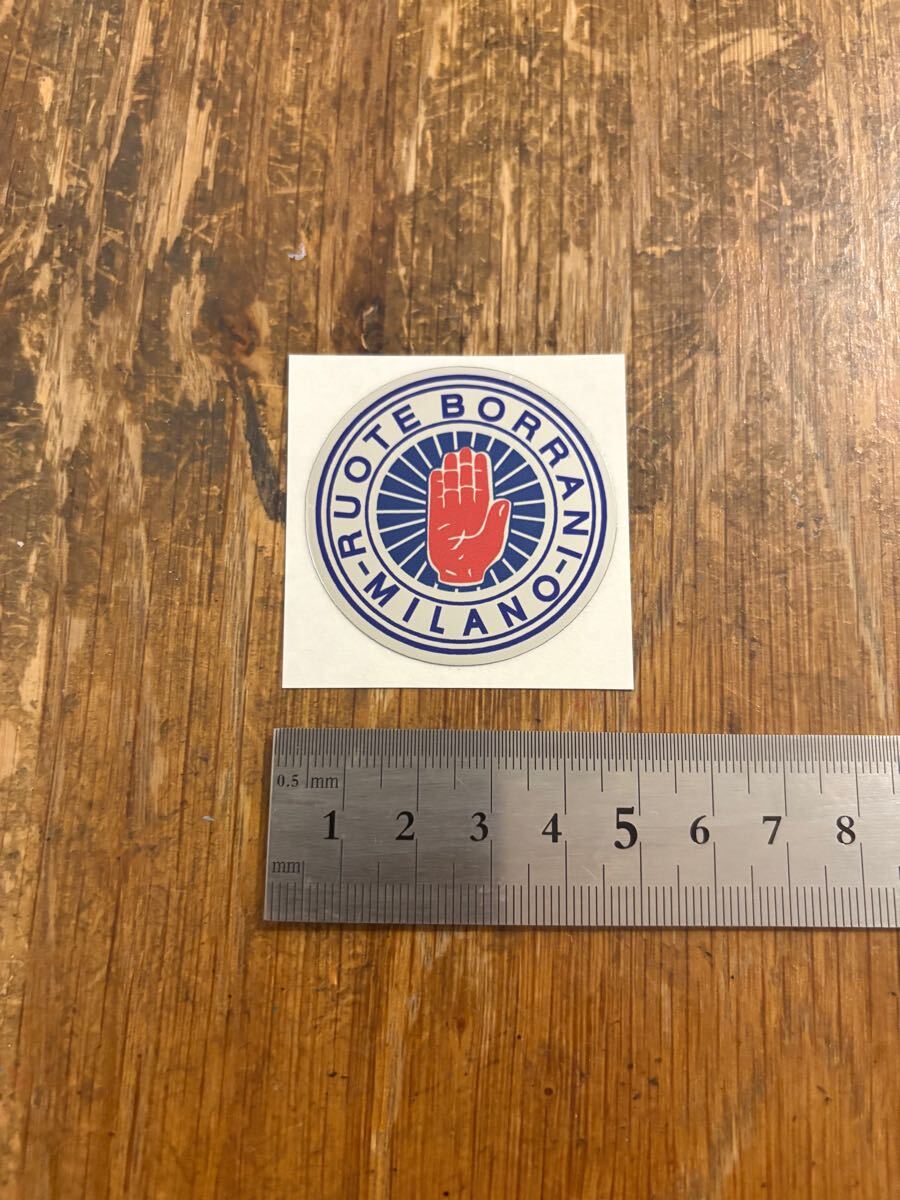 RUOTE BORRANI
-MILANO-
0.5 mm
1 2 3 4 5 6 7 8
mm